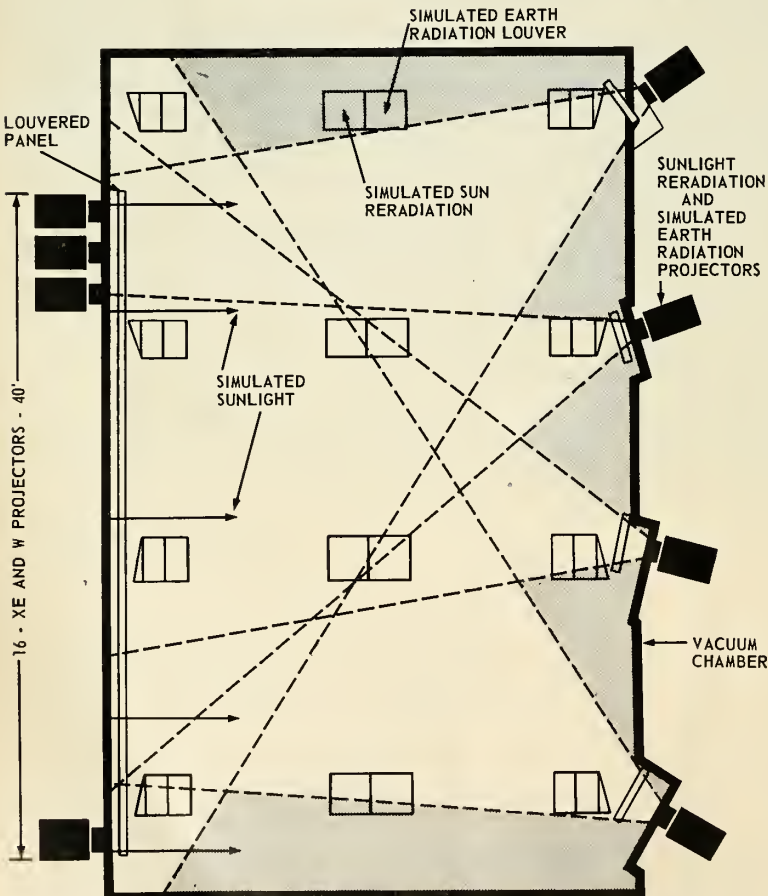 SIMULATED EARTH
RADIATION LOUVER
LOUVERED
PANEL
SIMULATED SUN
RERADIATION
SUNLIGHT
RERADIATION
AND
SIMULATED
EARTH
RADIATION
PROJECTORS
SIMULATED
SUNLIGHT
16 - XE AND W PROJECTORS - 40'
VACUUM
CHAMBER